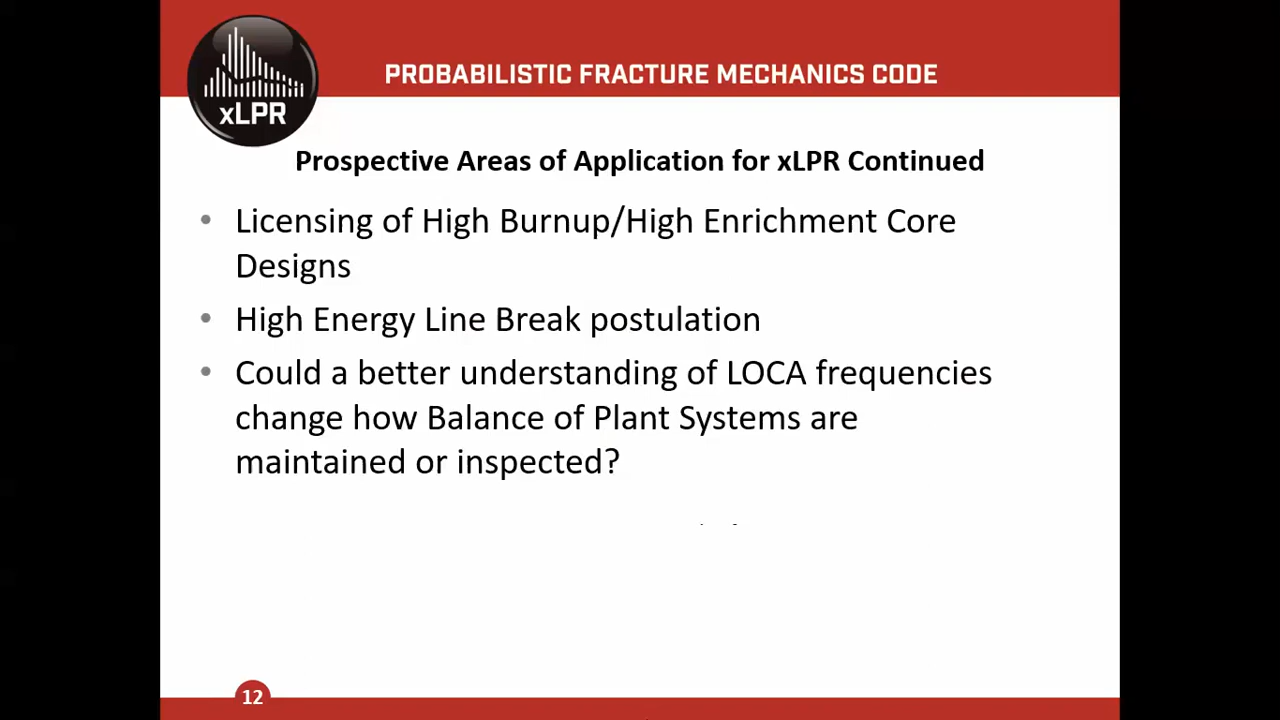 xLPR
PROBABILISTIC FRACTURE MECHANICS CODE
Prospective Areas of Application for xLPR Continued
• Licensing of High Burnup/High Enrichment Core
Designs
• High Energy Line Break postulation
• Could a better understanding of LOCA frequencies
change how Balance of Plant Systems are
maintained or inspected?
12